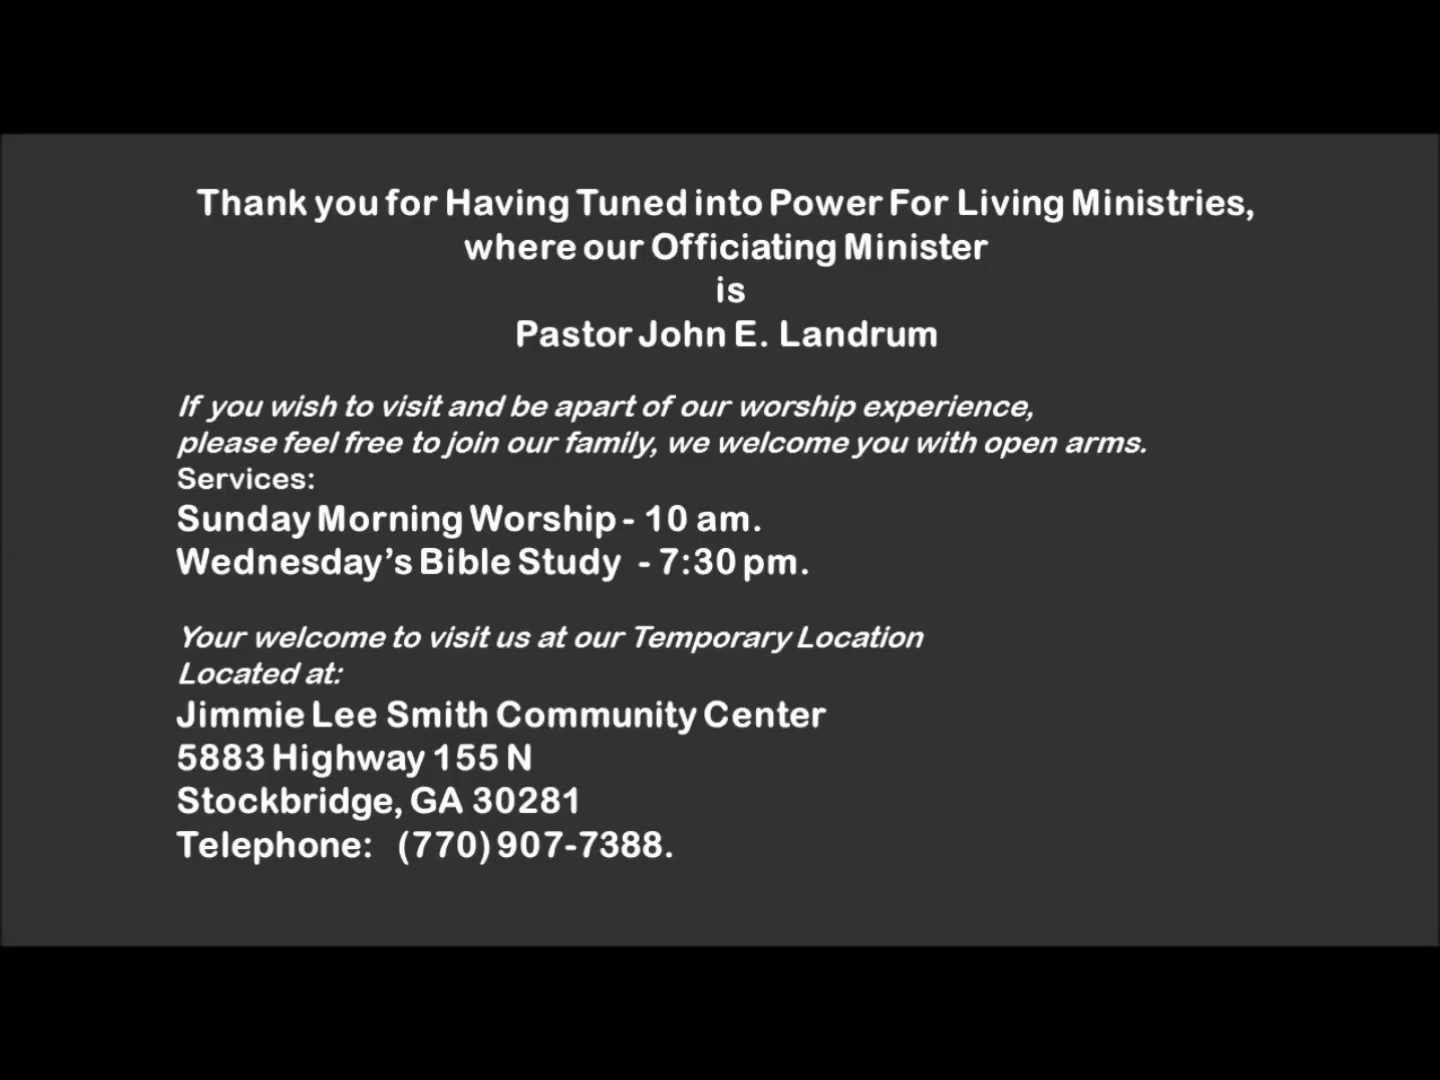 Thank you for Having Tuned into Power For Living Ministries,
where our Officiating Minister
is
Pastor John E. Landrum
If you wish to visit and be apart of our worship experience,
please feel free to join our family, we welcome you with open arms.
Services:
Sunday Morning Worship - 10 am.
Wednesday’s Bible Study - 7:30 pm.
Your welcome to visit us at our Temporary Location
Located at:
Jimmie Lee Smith Community Center
5883 Highway 155 N
Stockbridge, GA 30281
Telephone: (770) 907-7388.